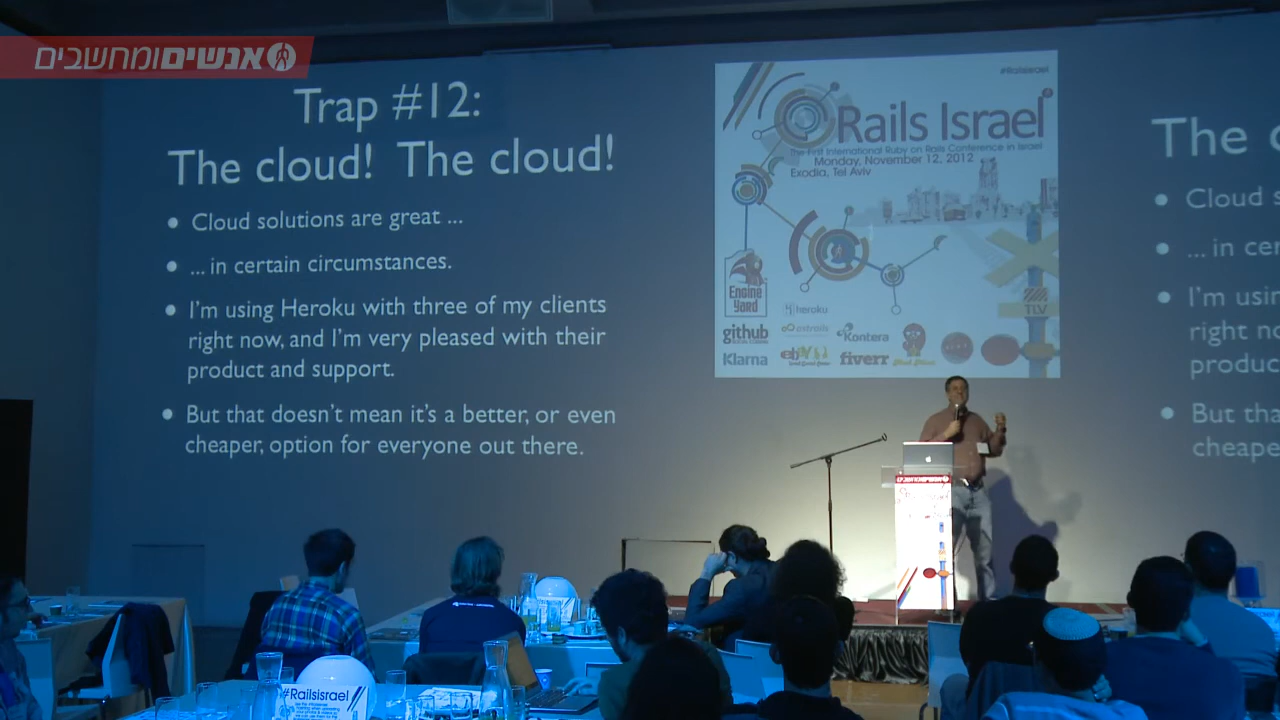 אנשיםומחשבים
Trap #12:
The cloud! The cloud!
• Cloud solutions are great ...
• ... in certain circumstances.
• I'm using Heroku with three of my clients
right now, and I'm very pleased with their
product and support.
• But that doesn't mean it's a better, or even
cheaper, option for everyone out there.
#Railsisrael
Rails Israel
The First International Ruby on Rails Conference in Israel
Monday, November 12, 2012
Exodia, Tel Aviv
TLV
Engine
Yard
heroku
github
Kontera
Klarna
ebay
fiverr
The c
• Cloud s
• ... in cer
• I'm usin
right no
produc
• But tha
cheape
#Railsisrael